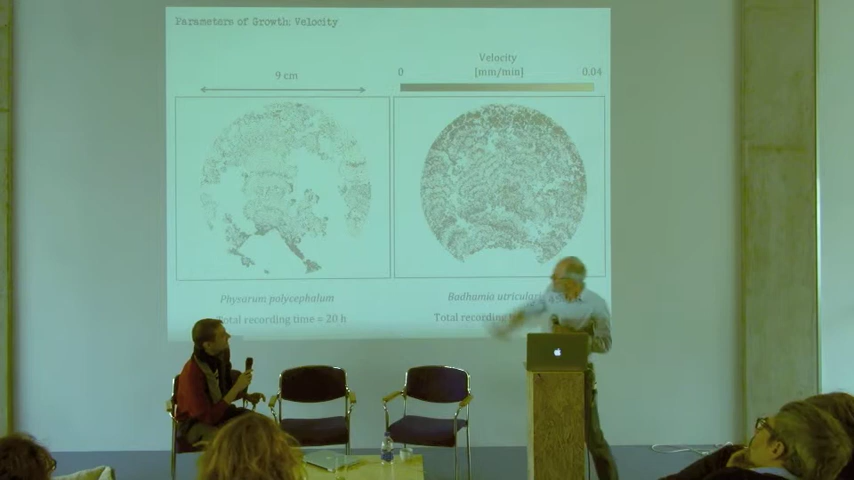 Parameters of Growth: Velocity
9 cm
Velocity
[mm/min]
0
0.04
Physarum polycephalum
Badhamia
Total recording time = 20 h
Total recording